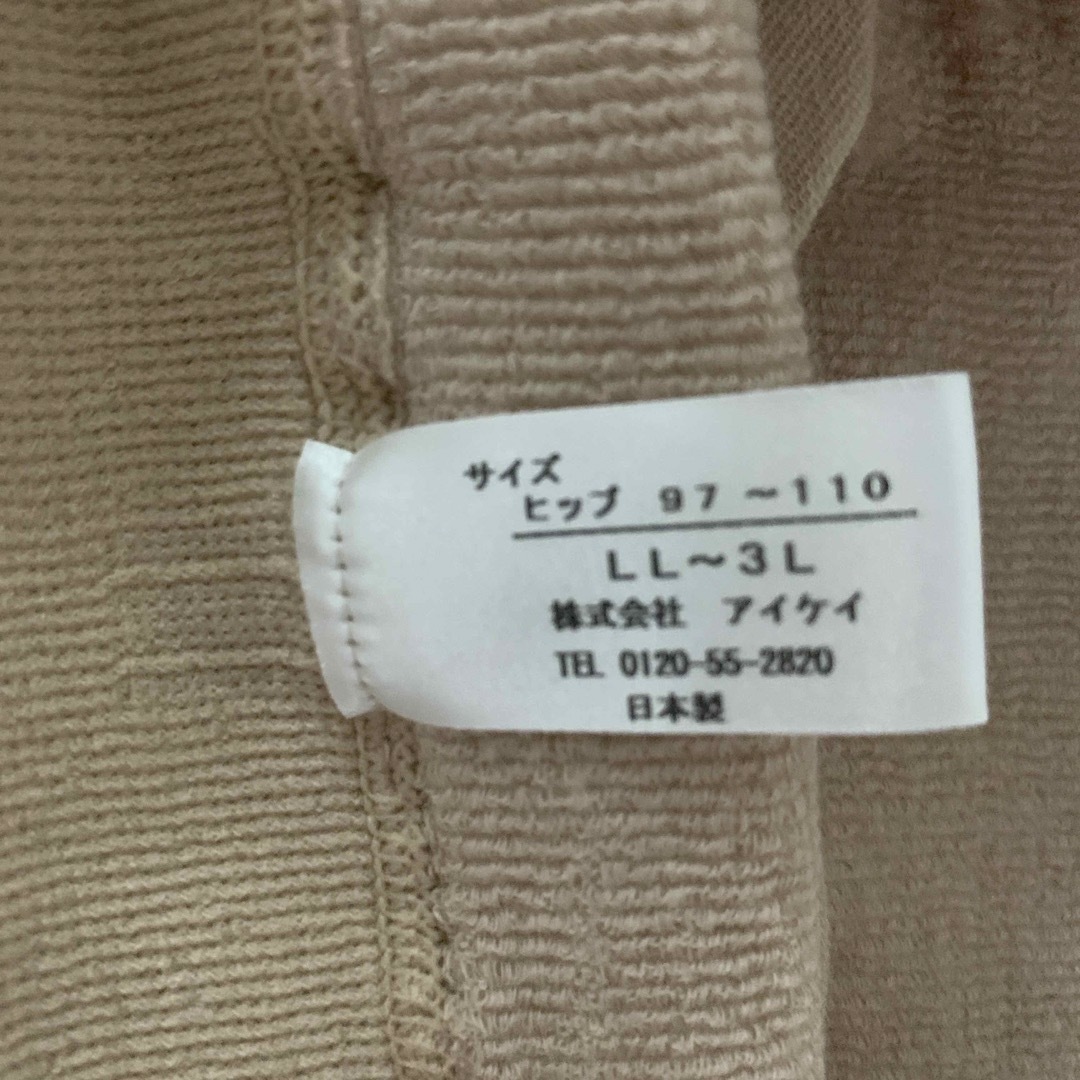 サイズ
ヒップ 97～110
LL～3L
株式会社 アイケイ
TEL 0120-55-2820
日本製